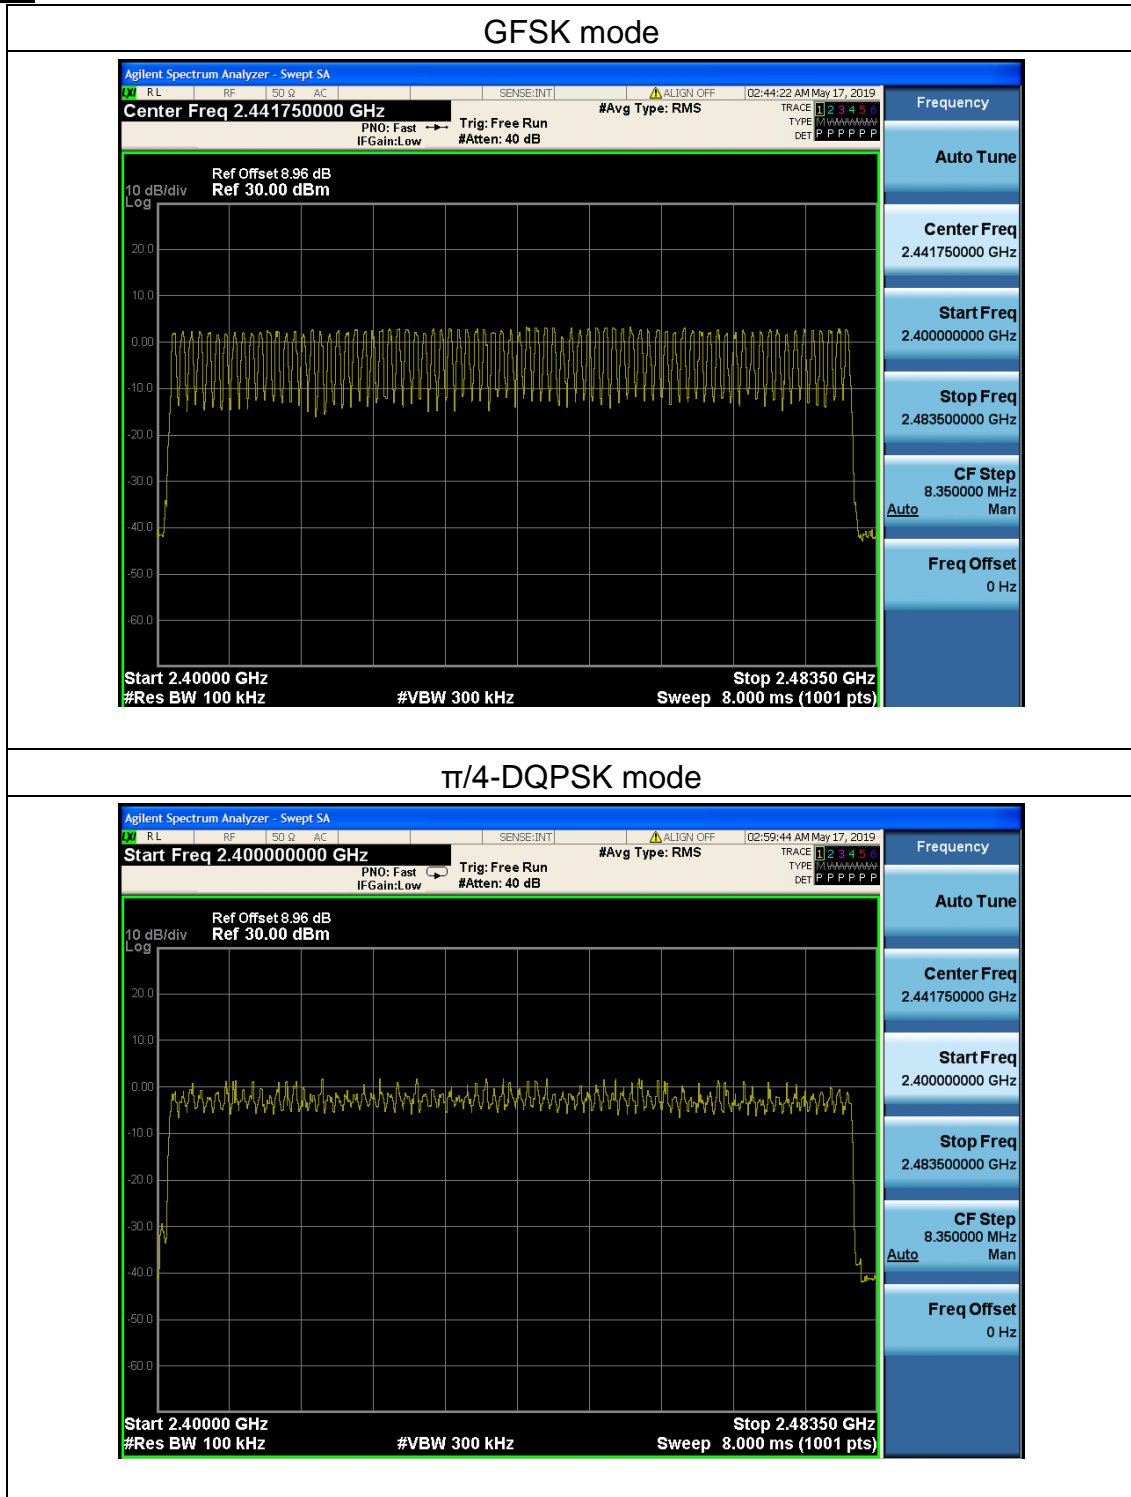 GFSK mode
Agilent Spectrum Analyzer - Swept SA
LXI RL RF 50 Ω AC SENSE:INT ALIGN OFF 02:44:22 AM May 17, 2019
Center Freq 2.441750000 GHz #Avg Type: RMS TRACE 1 2 3 4 5 6
PNO: Fast Trig: Free Run TYPE M WWWWW
IFGain:Low #Atten: 40 dB DET P P P P P P
Frequency
Auto Tune
Center Freq
2.441750000 GHz
Start Freq
2.400000000 GHz
Stop Freq
2.483500000 GHz
CF Step
8.350000 MHz
Auto Man
Freq Offset
0 Hz
Ref Offset 8.96 dB
10 dB/div Ref 30.00 dBm
Log
20.0
10.0
0.00
-10.0
-20.0
-30.0
-40.0
-50.0
-60.0
Start 2.40000 GHz Stop 2.48350 GHz
#Res BW 100 kHz #VBW 300 kHz Sweep 8.000 ms (1001 pts)
π/4-DQPSK mode
Agilent Spectrum Analyzer - Swept SA
LXI RL RF 50 Ω AC SENSE:INT ALIGN OFF 02:59:44 AM May 17, 2019
Start Freq 2.400000000 GHz #Avg Type: RMS TRACE 1 2 3 4 5 6
PNO: Fast Trig: Free Run TYPE M WWWWW
IFGain:Low #Atten: 40 dB DET P P P P P P
Frequency
Auto Tune
Center Freq
2.441750000 GHz
Start Freq
2.400000000 GHz
Stop Freq
2.483500000 GHz
CF Step
8.350000 MHz
Auto Man
Freq Offset
0 Hz
Ref Offset 8.96 dB
10 dB/div Ref 30.00 dBm
Log
20.0
10.0
0.00
-10.0
-20.0
-30.0
-40.0
-50.0
-60.0
Start 2.40000 GHz Stop 2.48350 GHz
#Res BW 100 kHz #VBW 300 kHz Sweep 8.000 ms (1001 pts)